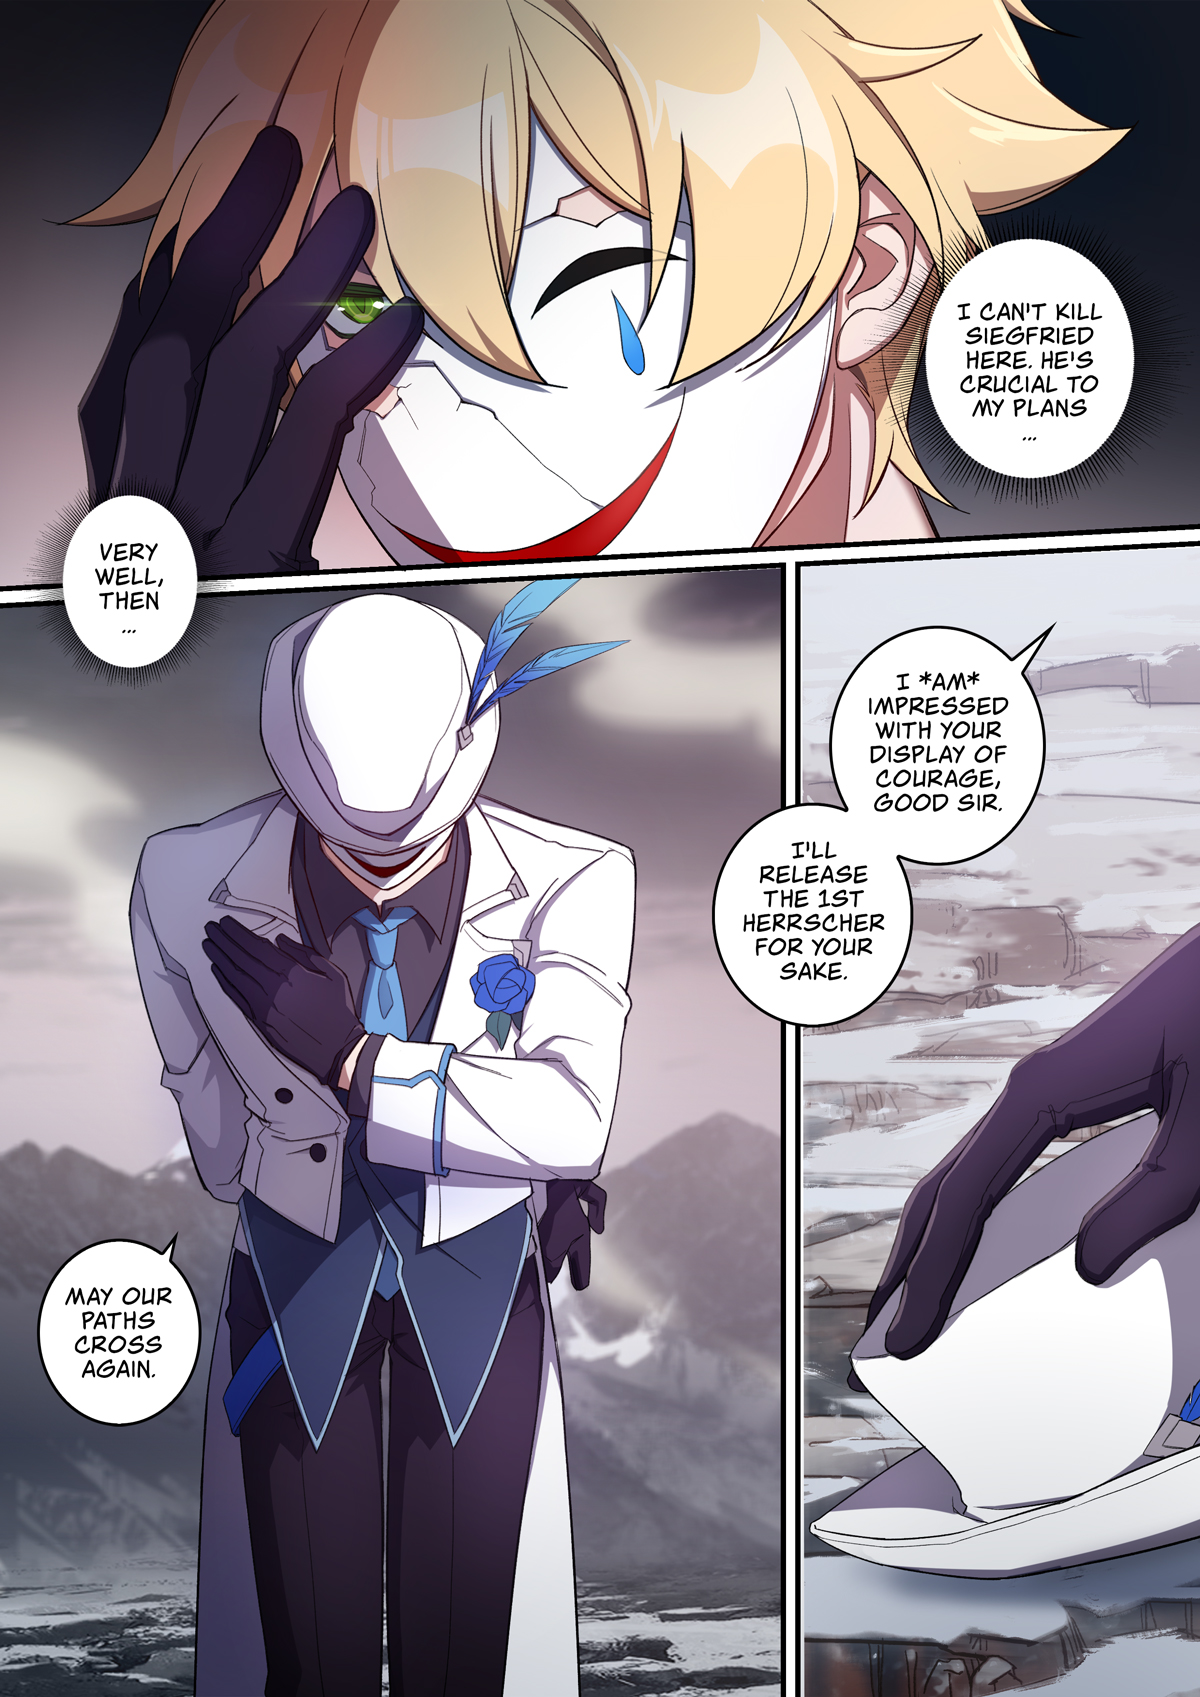 I CAN'T KILL
SIEGFRIED
HERE. HE'S
CRUCIAL TO
MY PLANS
...
VERY
WELL,
THEN
...
I *AM*
IMPRESSED
WITH YOUR
DISPLAY OF
COURAGE,
GOOD SIR.
I'LL
RELEASE
THE 1ST
HERRSCHER
FOR YOUR
SAKE.
MAY OUR
PATHS
CROSS
AGAIN.